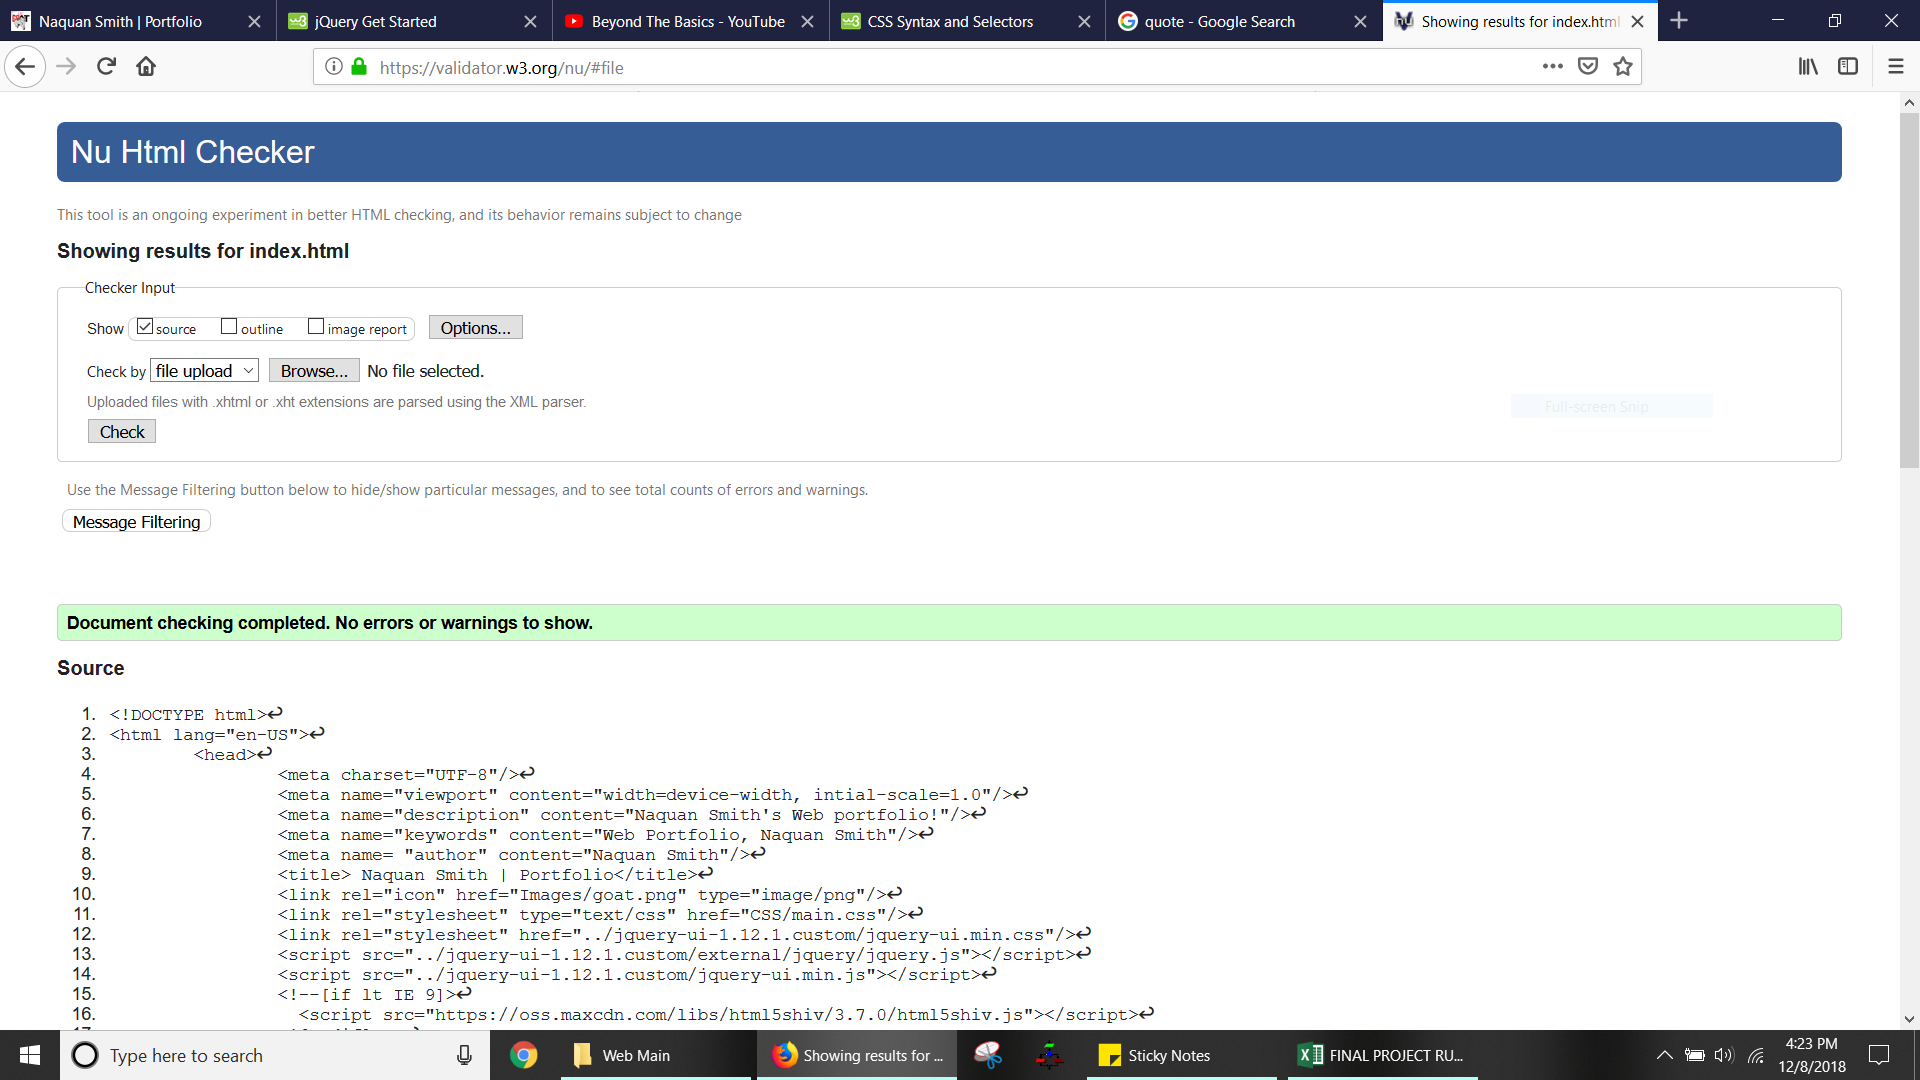 Naquan Smith | Portfolio
jQuery Get Started
Beyond The Basics - YouTube
CSS Syntax and Selectors
quote - Google Search
Showing results for index.html
https://validator.w3.org/nu/#file
Nu Html Checker
This tool is an ongoing experiment in better HTML checking, and its behavior remains subject to change
Showing results for index.html
Checker Input
Show source outline image report Options...
Check by file upload Browse... No file selected.
Uploaded files with .xhtml or .xht extensions are parsed using the XML parser.
Full-screen Snip
Check
Use the Message Filtering button below to hide/show particular messages, and to see total counts of errors and warnings.
Message Filtering
Document checking completed. No errors or warnings to show.
Source
1. <!DOCTYPE html>↩
2. <html lang="en-US">↩
3. <head>↩
4. <meta charset="UTF-8"/>↩
5. <meta name="viewport" content="width=device-width, intial-scale=1.0"/>↩
6. <meta name="description" content="Naquan Smith's Web portfolio!"/>↩
7. <meta name="keywords" content="Web Portfolio, Naquan Smith"/>↩
8. <meta name= "author" content="Naquan Smith"/>↩
9. <title> Naquan Smith | Portfolio</title>↩
10. <link rel="icon" href="Images/goat.png" type="image/png"/>↩
11. <link rel="stylesheet" type="text/css" href="CSS/main.css"/>↩
12. <link rel="stylesheet" href="../jquery-ui-1.12.1.custom/jquery-ui.min.css"/>↩
13. <script src="../jquery-ui-1.12.1.custom/external/jquery/jquery.js"></script>↩
14. <script src="../jquery-ui-1.12.1.custom/jquery-ui.min.js"></script>↩
15. <!--[if lt IE 9]>↩
16. <script src="https://oss.maxcdn.com/libs/html5shiv/3.7.0/html5shiv.js"></script>↩
Type here to search
Web Main
Showing results for ...
Sticky Notes
FINAL PROJECT RU...
4:23 PM
12/8/2018